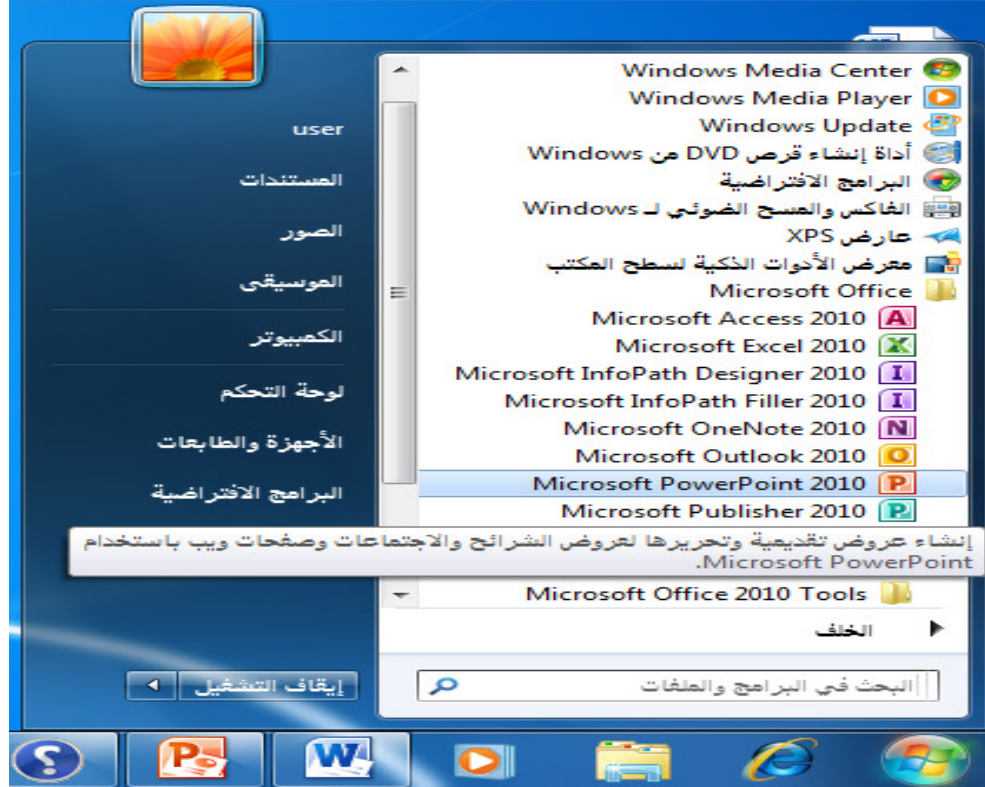 Windows Media Center
Windows Media Player
Windows Update
أداة إنشاء قرص DVD من Windows
البرامج الافتراضية
الفاكس والمسح الضوئي لـ Windows
عارض XPS
معرض الأدوات الذكية لسطح المكتب
Microsoft Office
Microsoft Access 2010
Microsoft Excel 2010
Microsoft InfoPath Designer 2010
Microsoft InfoPath Filler 2010
Microsoft OneNote 2010
Microsoft Outlook 2010
Microsoft PowerPoint 2010
Microsoft Publisher 2010
إنشاء عروض تقديمية وتحريرها لعروض الشرائح والاجتماعات وصفحات ويب باستخدام
Microsoft PowerPoint.
Microsoft Office 2010 Tools
الخلف
البحث في البرامج والملفات
user
المستندات
الصور
الموسيقى
الكمبيوتر
لوحة التحكم
الأجهزة والطابعات
البرامج الافتراضية
إيقاف التشغيل